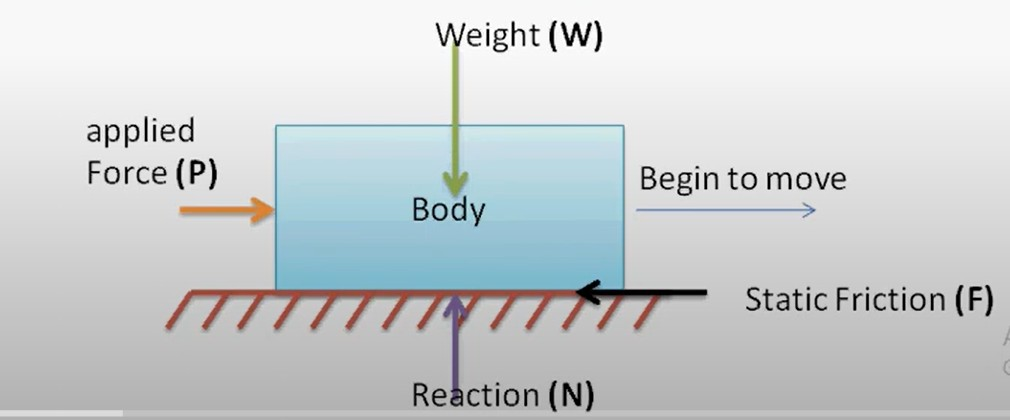 Weight (W)
applied
Force (P)
Begin to move
Body
Static Friction (F)
Reaction (N)